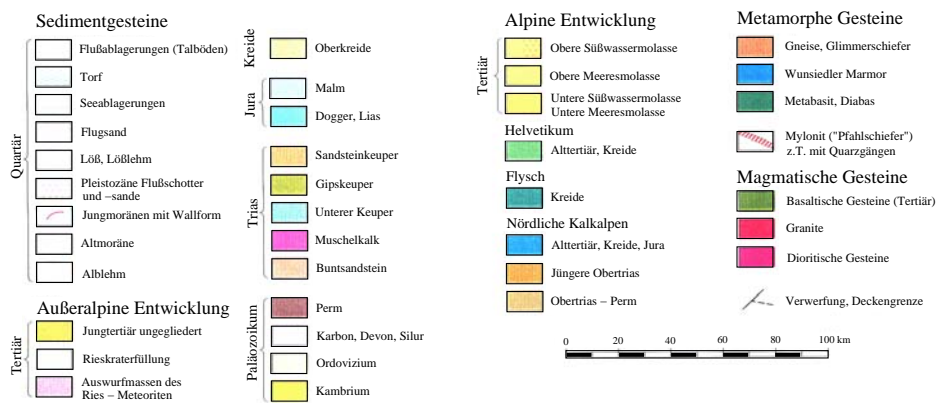 Sedimentgesteine
Quartär
Flußablagerungen (Talböden)
Torf
Seeablagerungen
Flugsand
Löß, Lößlehm
Pleistozäne Flußschotter
und –sande
Jungmoränen mit Wallform
Altmoräne
Alblehm
Außeralpine Entwicklung
Tertiär
Jungtertiär ungegliedert
Rieskraterfüllung
Auswurfmassen des
Ries – Meteoriten
Kreide
Oberkreide
Jura
Malm
Dogger, Lias
Trias
Sandsteinkeuper
Gipskeuper
Unterer Keuper
Muschelkalk
Buntsandstein
Paläozoikum
Perm
Karbon, Devon, Silur
Ordovizium
Kambrium
Alpine Entwicklung
Tertiär
Obere Süßwassermolasse
Obere Meeresmolasse
Untere Süßwassermolasse
Untere Meeresmolasse
Helvetikum
Alttertiär, Kreide
Flysch
Kreide
Nördliche Kalkalpen
Alttertiär, Kreide, Jura
Jüngere Obertrias
Obertrias – Perm
Metamorphe Gesteine
Gneise, Glimmerschiefer
Wunsiedler Marmor
Metabasit, Diabas
Mylonit ("Pfahlschiefer")
z.T. mit Quarzgängen
Magmatische Gesteine
Basaltische Gesteine (Tertiär)
Granite
Dioritische Gesteine
Verwerfung, Deckengrenze
0 20 40 60 80 100 km